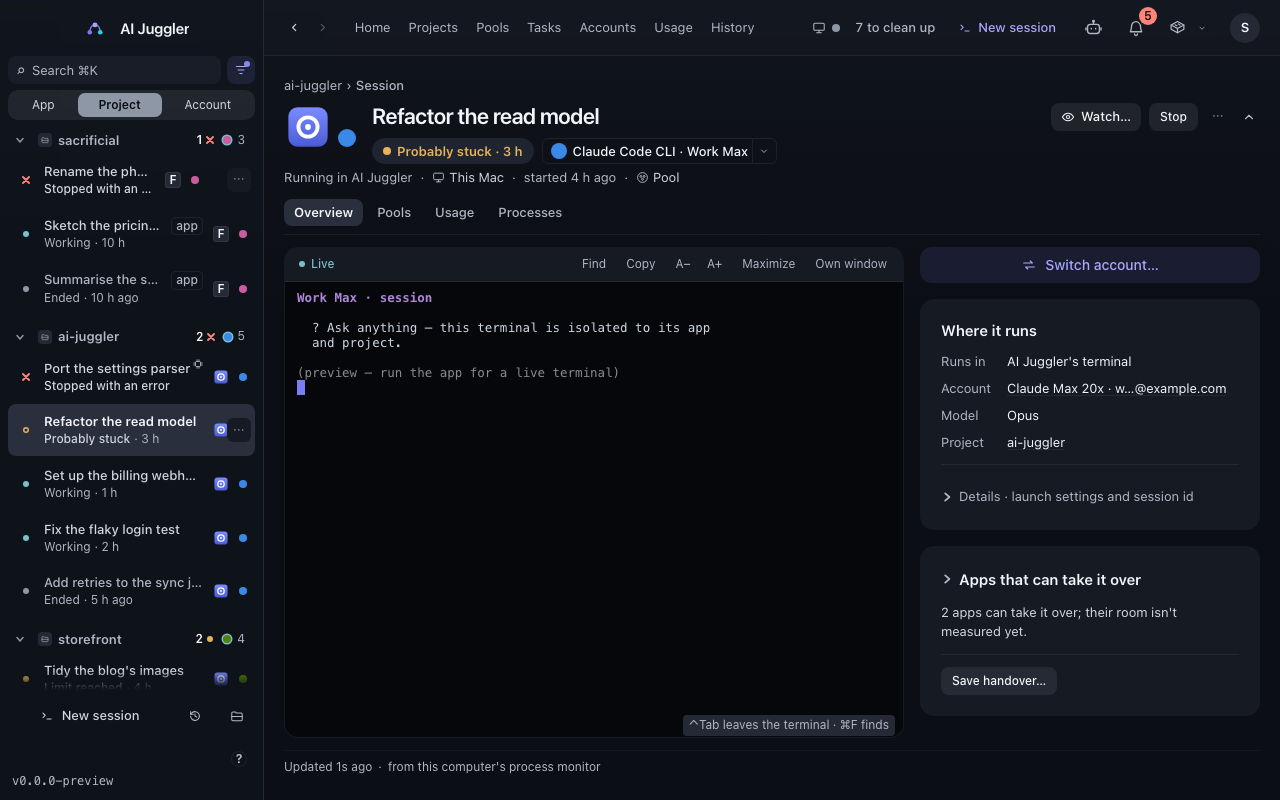 AI Juggler
Search ⌘K
App Project Account
sacrificial 1 3
Rename the ph... F
Stopped with an ...
Sketch the pricin... app F
Working · 10 h
Summarise the s... app F
Ended · 10 h ago
ai-juggler 2 5
Port the settings parser
Stopped with an error
Refactor the read model
Probably stuck · 3 h
Set up the billing webh...
Working · 1 h
Fix the flaky login test
Working · 2 h
Add retries to the sync j...
Ended · 5 h ago
storefront 2 4
Tidy the blog's images
Limit reached · 4 h
New session
?
v0.0.0-preview
Home Projects Pools Tasks Accounts Usage History 7 to clean up New session 5 S
ai-juggler › Session
Refactor the read model
Watch... Stop ...
Probably stuck · 3 h Claude Code CLI · Work Max
Running in AI Juggler · This Mac · started 4 h ago · Pool
Overview Pools Usage Processes
Live Find Copy A− A+ Maximize Own window
Work Max · session
? Ask anything — this terminal is isolated to its app
and project.
(preview — run the app for a live terminal)
^Tab leaves the terminal · ⌘F finds
Switch account...
Where it runs
Runs in AI Juggler's terminal
Account Claude Max 20x · w...@example.com
Model Opus
Project ai-juggler
Details · launch settings and session id
Apps that can take it over
2 apps can take it over; their room isn't
measured yet.
Save handover...
Updated 1s ago · from this computer's process monitor